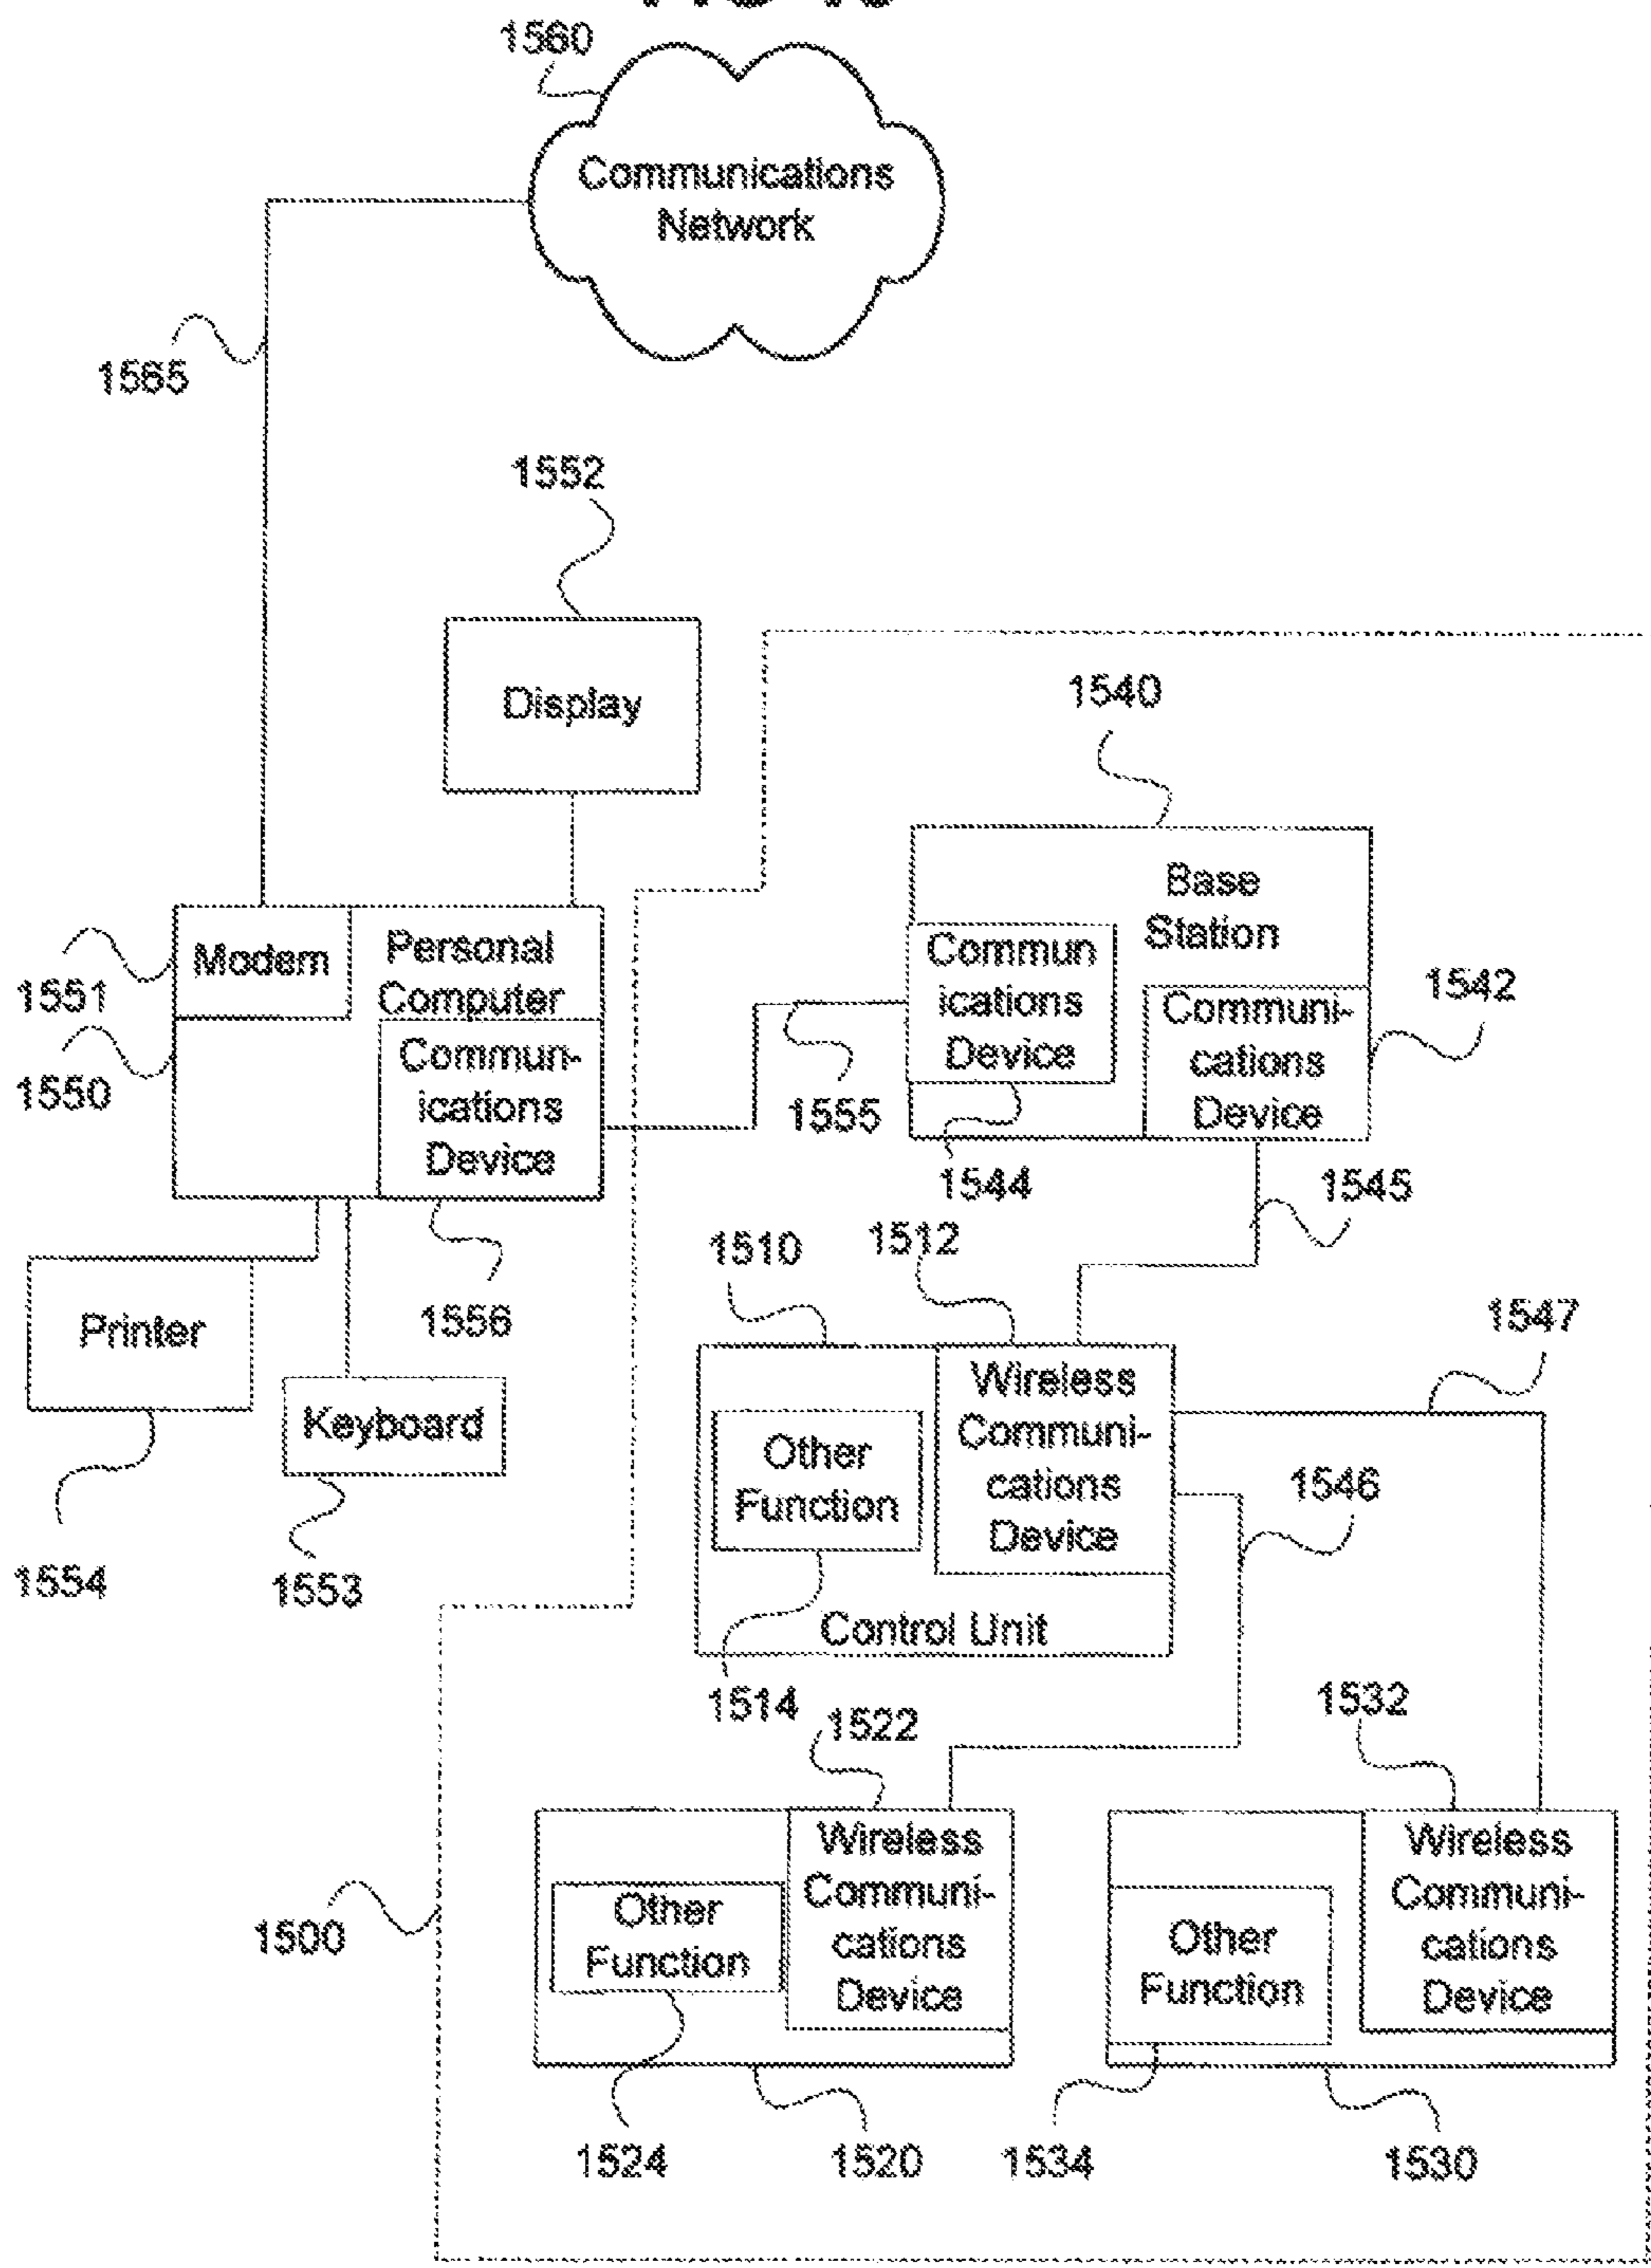 1560
Communications
Network
1565
1552
Display
1540
Base
Station
Modem
Personal
Computer
Commun
ications
Device
1542
1551
Communi-
cations
Device
1550
Commun-
ications
Device
1555
1544
1545
1510
1512
1547
Printer
1556
Wireless
Communi-
cations
Device
Keyboard
Other
Function
1546
1554
1553
Control Unit
1514
1522
1532
Wireless
Communi-
cations
Device
Wireless
Communi-
cations
Device
Other
Function
Other
Function
1500
1524
1520
1534
1530